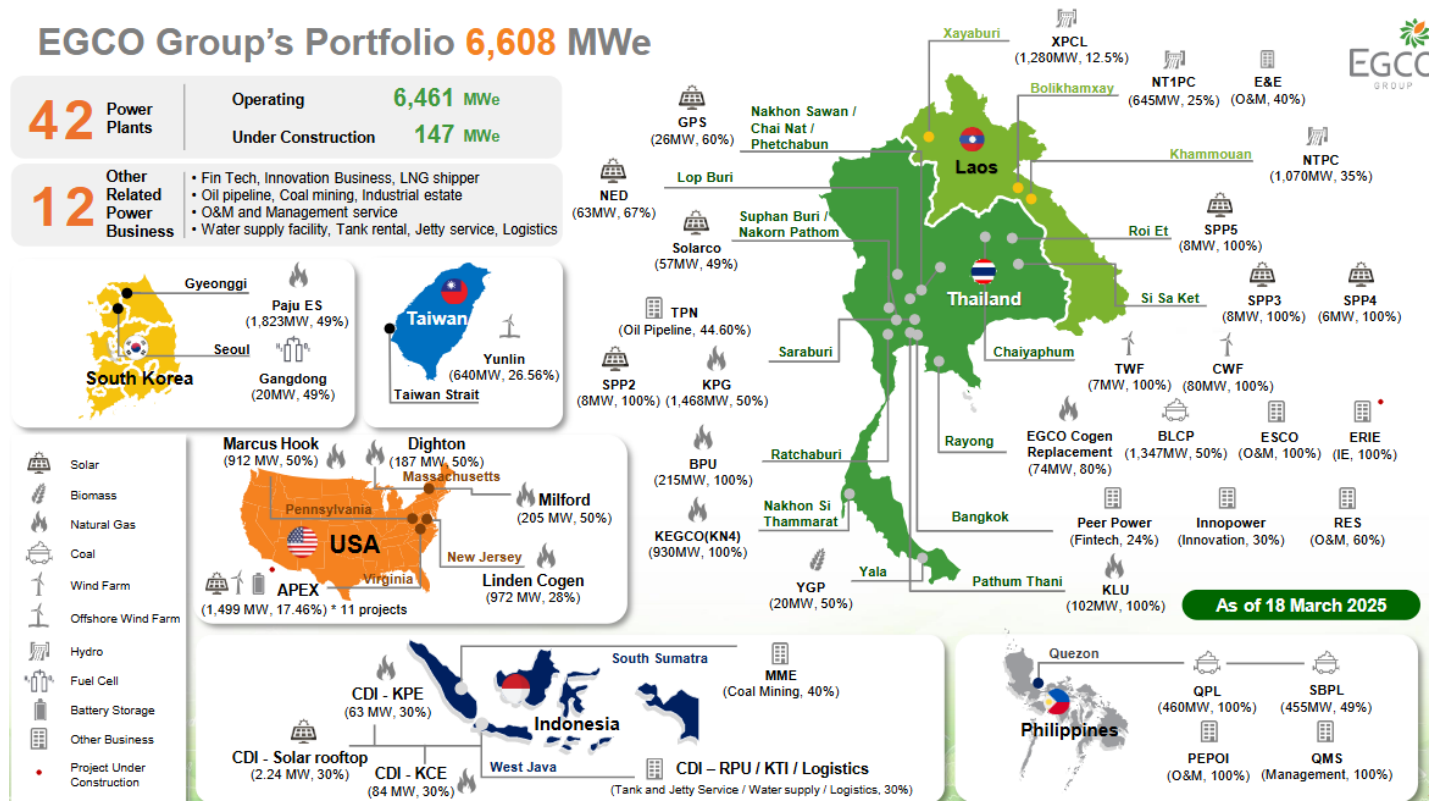 EGCO Group's Portfolio 6,608 MWe
EGCO
GROUP
42 Power
Plants
Operating 6,461 MWe
Under Construction 147 MWe
12 Other
Related
Power
Business
• Fin Tech, Innovation Business, LNG shipper
• Oil pipeline, Coal mining, Industrial estate
• O&M and Management service
• Water supply facility, Tank rental, Jetty service, Logistics
Gyeonggi
Paju ES
(1,823MW, 49%)
Seoul
Gangdong
(20MW, 49%)
South Korea
Taiwan
Yunlin
(640MW, 26.56%)
Taiwan Strait
Solar
Biomass
Natural Gas
Coal
Wind Farm
Offshore Wind Farm
Hydro
Fuel Cell
Battery Storage
Other Business
Project Under
Construction
Marcus Hook
(912 MW, 50%)
Dighton
(187 MW, 50%)
Massachusetts
Milford
(205 MW, 50%)
Pennsylvania
USA
New Jersey
Linden Cogen
(972 MW, 28%)
Virginia
APEX
(1,499 MW, 17.46%) * 11 projects
Xayaburi
XPCL
(1,280MW, 12.5%)
Bolikhamxay
NT1PC
(645MW, 25%)
E&E
(O&M, 40%)
Khammouan
NTPC
(1,070MW, 35%)
Laos
GPS
(26MW, 60%)
Nakhon Sawan /
Chai Nat /
Phetchabun
NED
(63MW, 67%)
Lop Buri
Solarco
(57MW, 49%)
Suphan Buri /
Nakorn Pathom
TPN
(Oil Pipeline, 44.60%)
Saraburi
SPP2
(8MW, 100%)
KPG
(1,468MW, 50%)
BPU
(215MW, 100%)
Ratchaburi
KEGCO(KN4)
(930MW, 100%)
Nakhon Si
Thammarat
YGP
(20MW, 50%)
Yala
Thailand
Roi Et
SPP5
(8MW, 100%)
Si Sa Ket
SPP3
(8MW, 100%)
SPP4
(6MW, 100%)
Chaiyaphum
TWF
(7MW, 100%)
CWF
(80MW, 100%)
Rayong
EGCO Cogen
Replacement
(74MW, 80%)
BLCP
(1,347MW, 50%)
ESCO
(O&M, 100%)
ERIE
(IE, 100%)
Bangkok
Peer Power
(Fintech, 24%)
Innopower
(Innovation, 30%)
RES
(O&M, 60%)
Pathum Thani
KLU
(102MW, 100%)
As of 18 March 2025
South Sumatra
MME
(Coal Mining, 40%)
CDI - KPE
(63 MW, 30%)
Indonesia
CDI - Solar rooftop
(2.24 MW, 30%)
CDI - KCE
(84 MW, 30%)
West Java
CDI – RPU / KTI / Logistics
(Tank and Jetty Service / Water supply / Logistics, 30%)
Quezon
Philippines
QPL
(460MW, 100%)
SBPL
(455MW, 49%)
PEPOI
(O&M, 100%)
QMS
(Management, 100%)